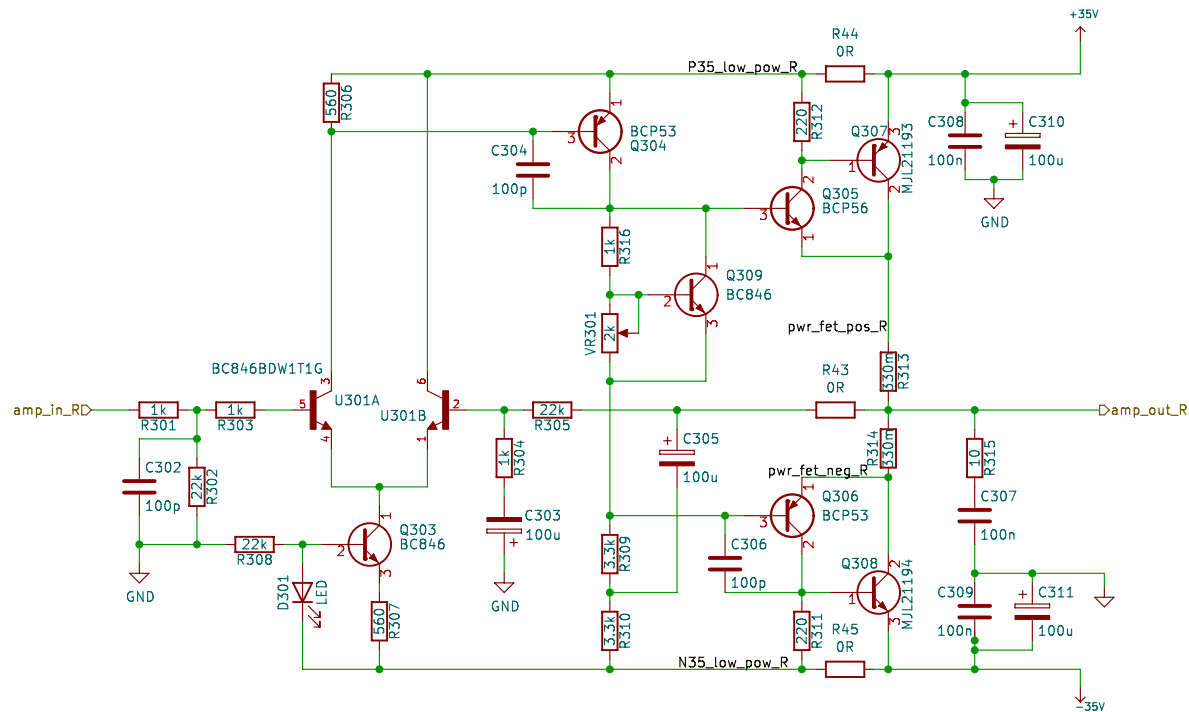 +35V
R44
0R
P35_low_pow_R
560
R306
1
BCP53
Q304
3
2
C304
100p
220
R312
Q307
3
MJL21193
1
2
C308
100n
+
C310
100u
GND
2
Q305
BCP56
3
1
1k
R316
1
Q309
BC846
2
3
VR301
2k
pwr_fet_pos_R
330m
R313
BC846BDW1T1G
3
6
R43
0R
amp_in_R
1k
R301
1k
R303
5
U301A
4
U301B
2
1
22k
R305
amp_out_R
C302
100p
22k
R302
1k
R304
+
C305
100u
R314
330m
10
R315
pwr_fet_neg_R
1
Q306
BCP53
3
2
C307
100n
C303
100u
+
GND
22k
R308
1
Q303
BC846
2
3
GND
D301
LED
560
R307
3.3k
R309
C306
100p
3.3k
R310
Q308
2
MJL21194
1
3
220
R311
C309
100n
+
C311
100u
R45
0R
N35_low_pow_R
-35V